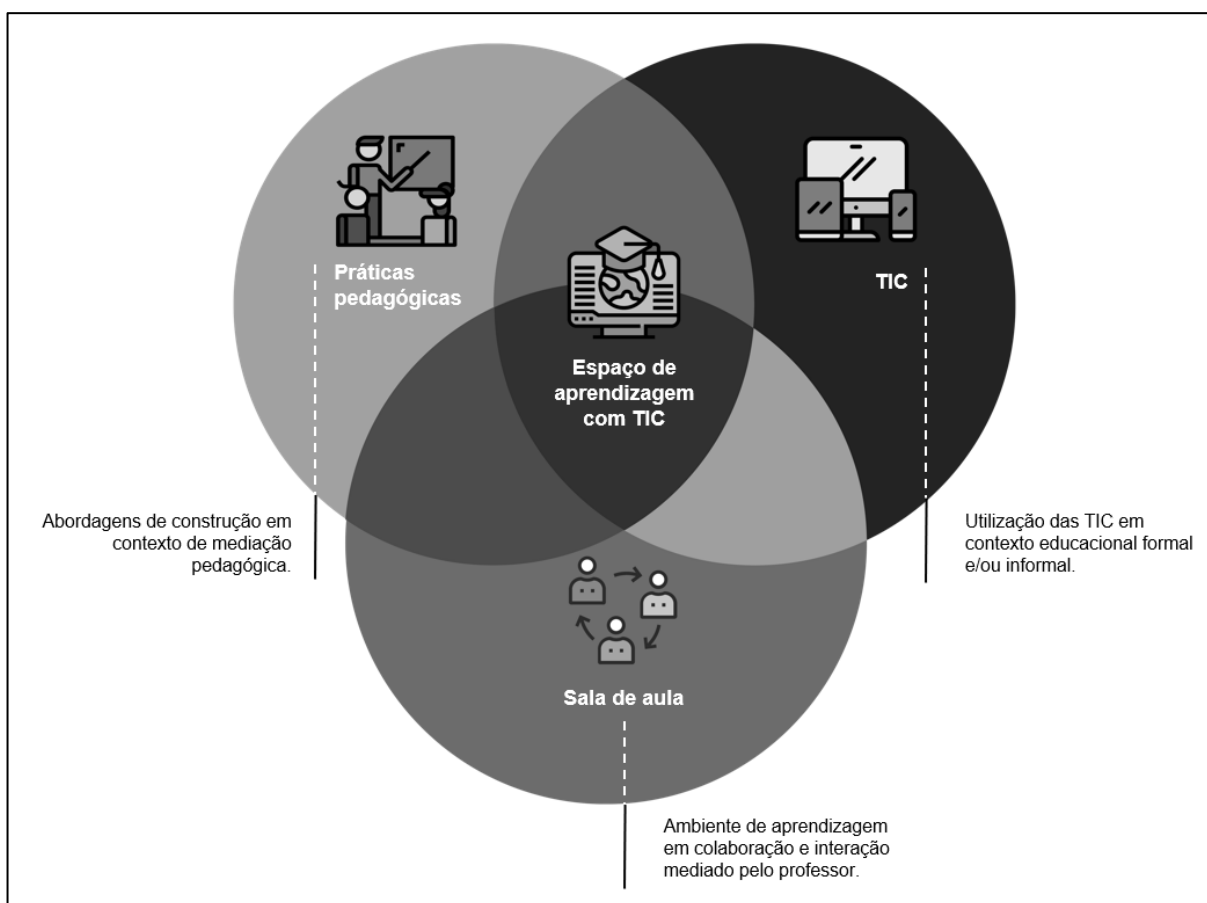 Práticas
pedagógicas
TIC
Espaço de
aprendizagem
com TIC
Abordagens de construção em
contexto de mediação
pedagógica.
Utilização das TIC em
contexto educacional formal
e/ou informal.
Sala de aula
Ambiente de aprendizagem
em colaboração e interação
mediado pelo professor.